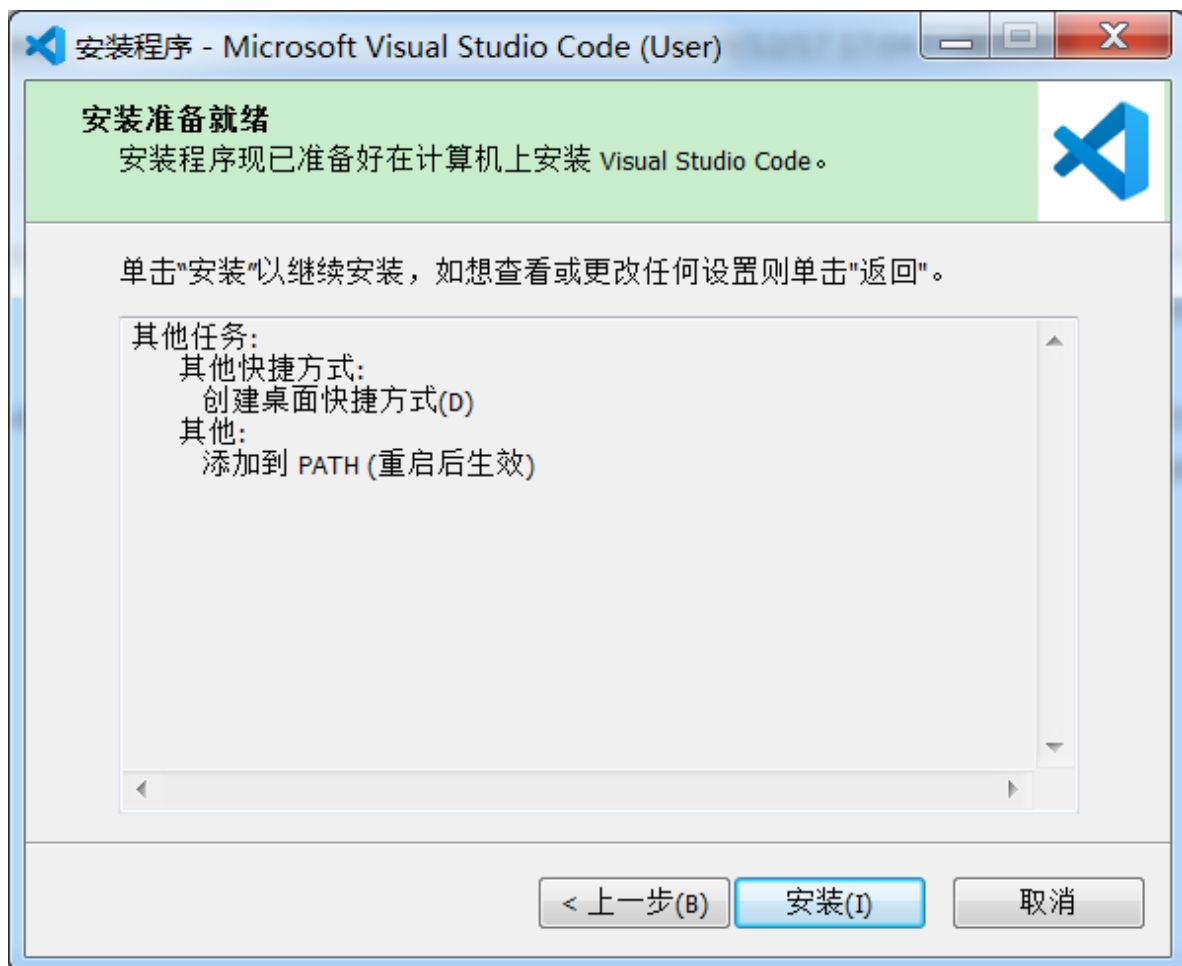 安装程序 - Microsoft Visual Studio Code (User)
安装准备就绪
安装程序现已准备好在计算机上安装 Visual Studio Code。
单击“安装”以继续安装，如想查看或更改任何设置则单击"返回"。
其他任务:
其他快捷方式:
创建桌面快捷方式(D)
其他:
添加到 PATH (重启后生效)
< 上一步(B)
安装(I)
取消